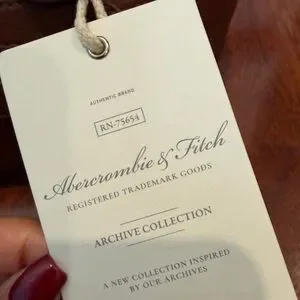 AUTHENTIC BRAND
RN-75654
Abercrombie & Fitch
REGISTERED TRADEMARK GOODS
ARCHIVE COLLECTION
A NEW COLLECTION INSPIRED
BY OUR ARCHIVES